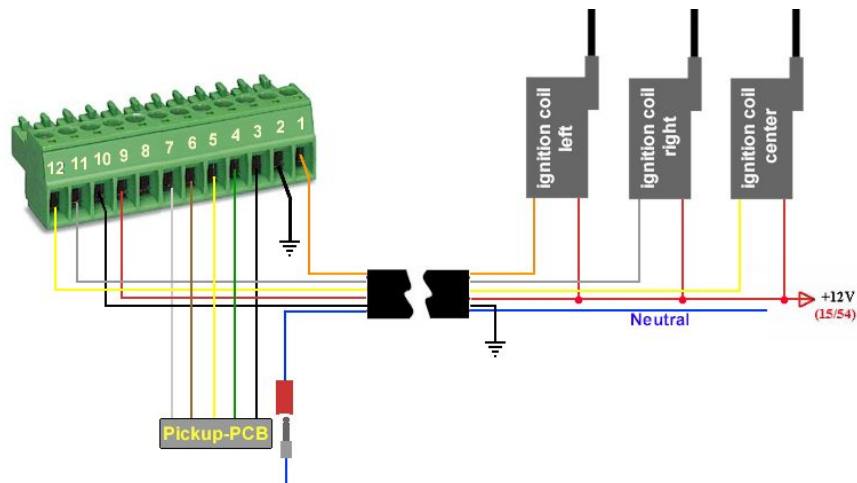 12 11 10 9 8 7 6 5 4 3 2 1
ignition coil
left
ignition coil
right
ignition coil
center
+12V
(15/54)
Neutral
Pickup-PCB